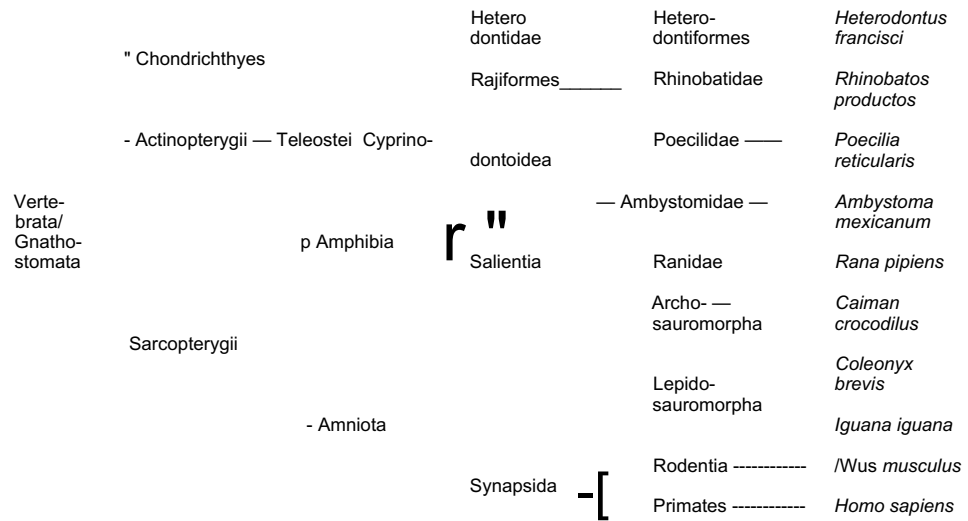 Hetero
dontidae
Hetero-
dontiformes
Heterodontus
francisci
" Chondrichthyes
Rajiformes______
Rhinobatidae
Rhinobatos
productos
- Actinopterygii — Teleostei Cyprino-
dontoidea
Poecilidae ——
Poecilia
reticularis
Verte-
brata/
Gnatho-
stomata
— Ambystomidae —
Ambystoma
mexicanum
p Amphibia
r "
Salientia
Ranidae
Rana pipiens
Archo- —
sauromorpha
Caiman
crocodilus
Sarcopterygii
Lepido-
sauromorpha
Coleonyx
brevis
- Amniota
Iguana iguana
Synapsida
-[
Rodentia ------------
/Wus musculus
Primates ------------
Homo sapiens